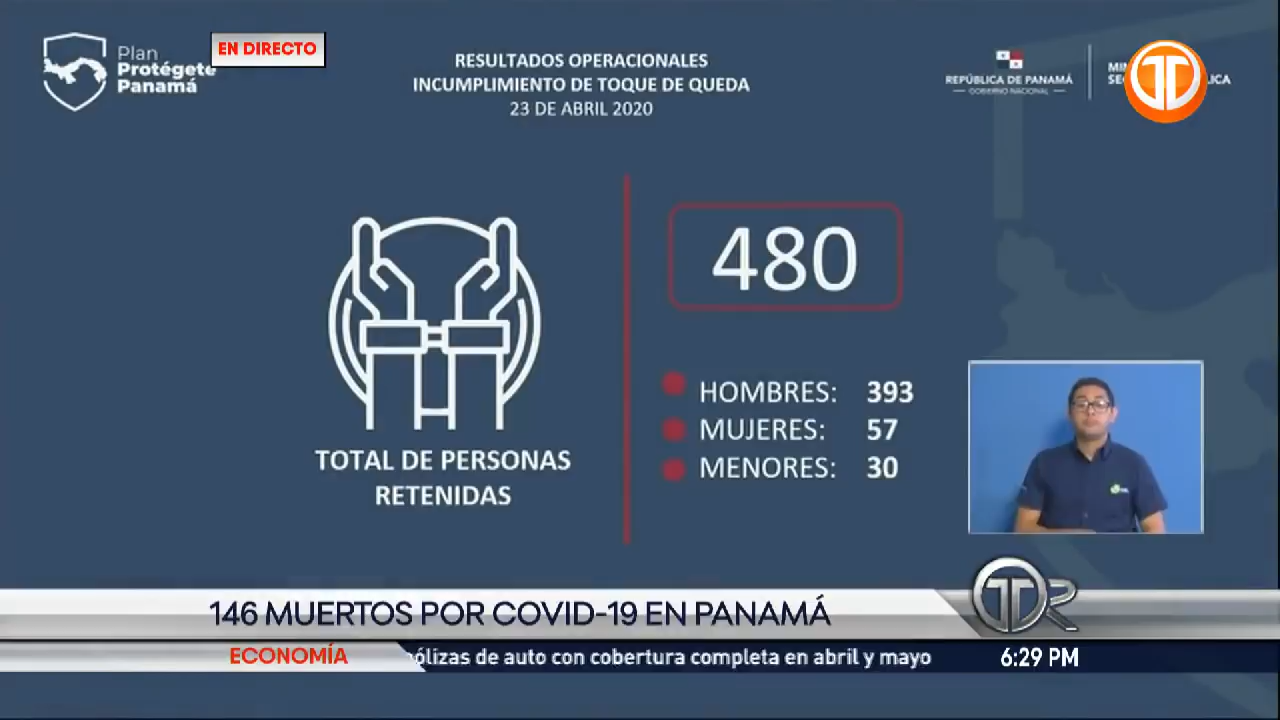 Plan
Protégete
Panamá
EN DIRECTO
RESULTADOS OPERACIONALES
INCUMPLIMIENTO DE TOQUE DE QUEDA
23 DE ABRIL 2020
REPÚBLICA DE PANAMÁ
— GOBIERNO NACIONAL —
480
HOMBRES: 393
MUJERES: 57
MENORES: 30
TOTAL DE PERSONAS
RETENIDAS
146 MUERTOS POR COVID-19 EN PANAMÁ
ECONOMÍA
ólizas de auto con cobertura completa en abril y mayo
6:29 PM